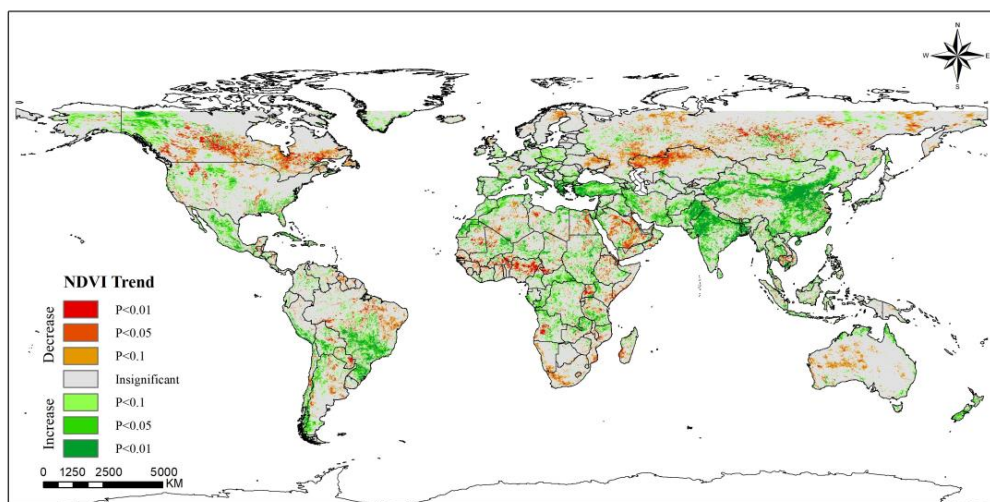 N
W E
S
NDVI Trend
Decrease
P<0.01
P<0.05
P<0.1
Insignificant
Increase
P<0.1
P<0.05
P<0.01
0 1250 2500 5000
KM